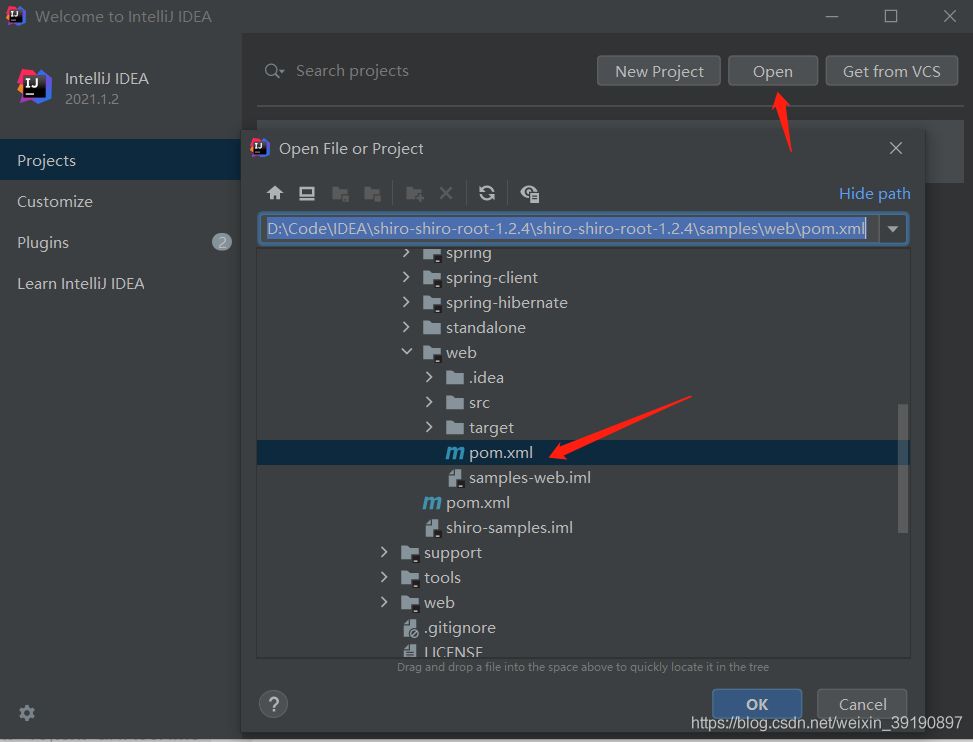 Welcome to IntelliJ IDEA
IntelliJ IDEA
2021.1.2
Search projects
New Project
Open
Get from VCS
Projects
Customize
Plugins
2
Learn IntelliJ IDEA
Open File or Project
Hide path
D:\Code\IDEA\shiro-shiro-root-1.2.4\shiro-shiro-root-1.2.4\samples\web\pom.xml
spring
spring-client
spring-hibernate
standalone
web
.idea
src
target
pom.xml
samples-web.iml
pom.xml
shiro-samples.iml
support
tools
web
.gitignore
LICENSE
Drag and drop a file into the space above to quickly locate it in the tree
?
OK
Cancel
https://blog.csdn.net/weixin_39190897